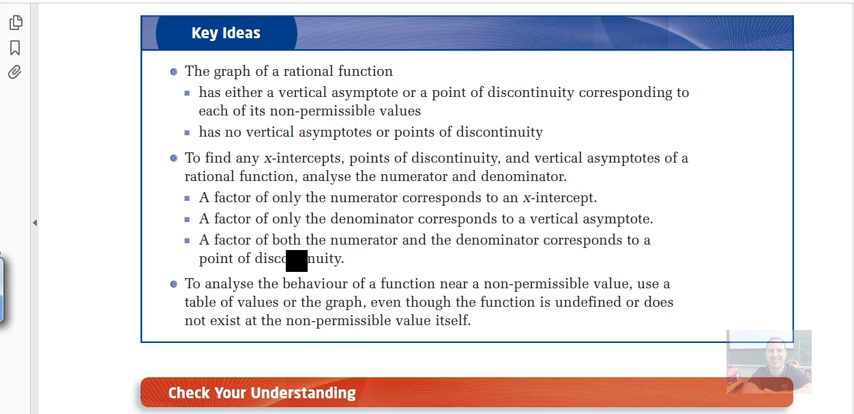 Key Ideas
The graph of a rational function
has either a vertical asymptote or a point of discontinuity corresponding to
each of its non-permissible values
has no vertical asymptotes or points of discontinuity
To find any x-intercepts, points of discontinuity, and vertical asymptotes of a
rational function, analyse the numerator and denominator.
A factor of only the numerator corresponds to an x-intercept.
A factor of only the denominator corresponds to a vertical asymptote.
A factor of both the numerator and the denominator corresponds to a
point of
To analyse the behaviour of a function near a non-permissible value, use a
table of values or the graph, even though the function is undefined or does
not exist at the non-permissible value itself.
Check Your Understanding